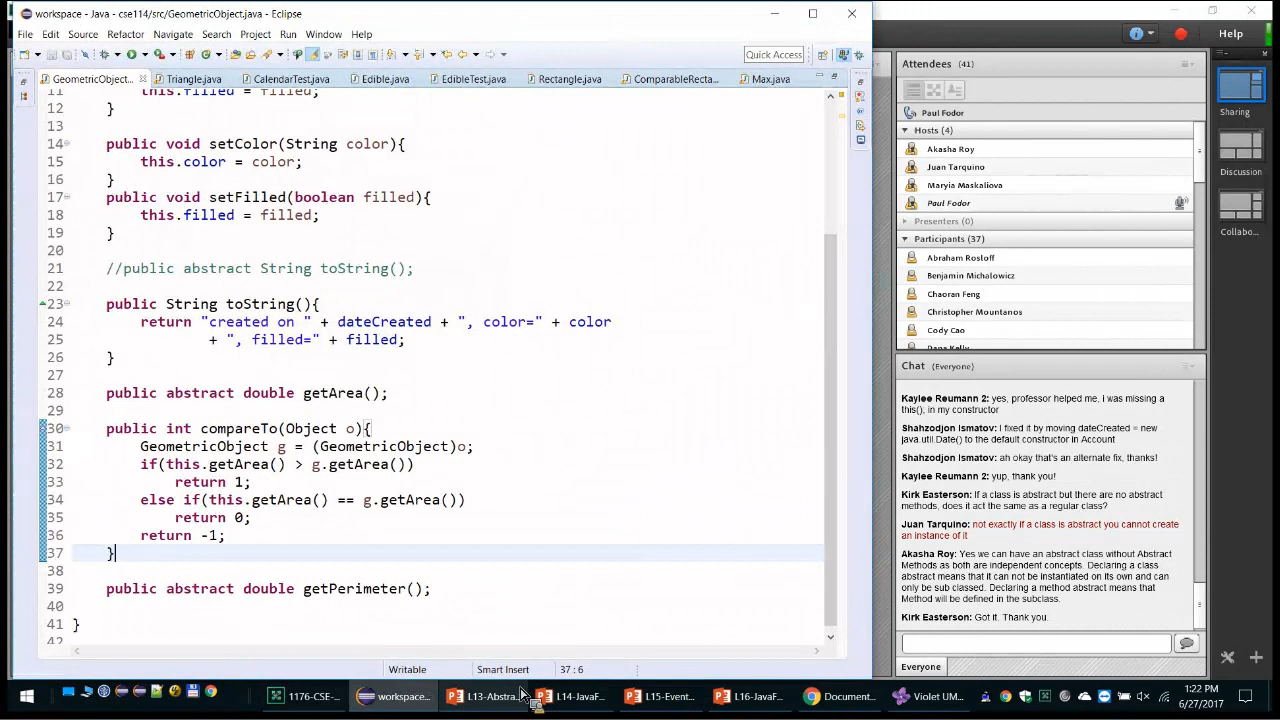 workspace - Java - cse114/src/GeometricObject.java - Eclipse
File Edit Source Refactor Navigate Search Project Run Window Help
Quick Access
GeometricObject... Triangle.java CalendarTest.java Edible.java EdibleTest.java Rectangle.java ComparableRecta... Max.java
11 this.filled = filled;
12 }
13
14 public void setColor(String color){
15 this.color = color;
16 }
17 public void setFilled(boolean filled){
18 this.filled = filled;
19 }
20
21 //public abstract String toString();
22
23 public String toString(){
24 return "created on " + dateCreated + ", color=" + color
25 + ", filled=" + filled;
26 }
27
28 public abstract double getArea();
29
30 public int compareTo(Object o){
31 GeometricObject g = (GeometricObject)o;
32 if(this.getArea() > g.getArea())
33 return 1;
34 else if(this.getArea() == g.getArea())
35 return 0;
36 return -1;
37 }
38
39 public abstract double getPerimeter();
40
41 }
42
Writable Smart Insert 37 : 6
Help
Attendees (41)
Paul Fodor
Hosts (4)
Akasha Roy
Juan Tarquino
Maryia Maskaliova
Paul Fodor
Presenters (0)
Participants (37)
Abraham Rosloff
Benjamin Michalowicz
Chaoran Feng
Christopher Mountanos
Cody Cao
Dana Kelly
Sharing
Discussion
Collabo...
Chat (Everyone)
Kaylee Reumann 2: yes, professor helped me, i was missing a
this(); in my constructor
Shahzodjon Ismatov: I fixed it by moving dateCreated = new
java.util.Date() to the default constructor in Account
Shahzodjon Ismatov: ah okay that's an alternate fix, thanks!
Kaylee Reumann 2: yup, thank you!
Kirk Easterson: If a class is abstract but there are no abstract
methods, does it act the same as a regular class?
Juan Tarquino: not exactly if a class is abstract you cannot create
an instance of it
Akasha Roy: Yes we can have an abstract class without Abstract
Methods as both are independent concepts. Declaring a class
abstract means that it can not be instantiated on its own and can
only be sub classed. Declaring a method abstract means that
Method will be defined in the subclass.
Kirk Easterson: Got it. Thank you.
Everyone
1176-CSE-... workspace... L13-Abstra... L14-JavaF... L15-Event... L16-JavaF... Document... Violet UM...
1:22 PM
6/27/2017